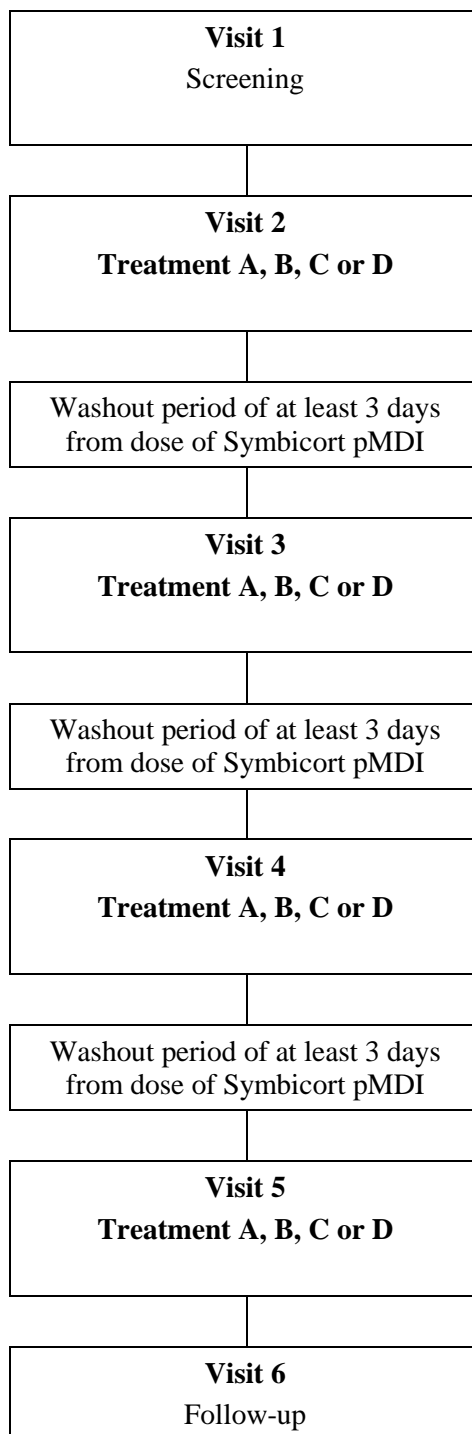 Visit 1
Screening
Visit 2
Treatment A, B, C or D
Washout period of at least 3 days
from dose of Symbicort pMDI
Visit 3
Treatment A, B, C or D
Washout period of at least 3 days
from dose of Symbicort pMDI
Visit 4
Treatment A, B, C or D
Washout period of at least 3 days
from dose of Symbicort pMDI
Visit 5
Treatment A, B, C or D
Visit 6
Follow-up